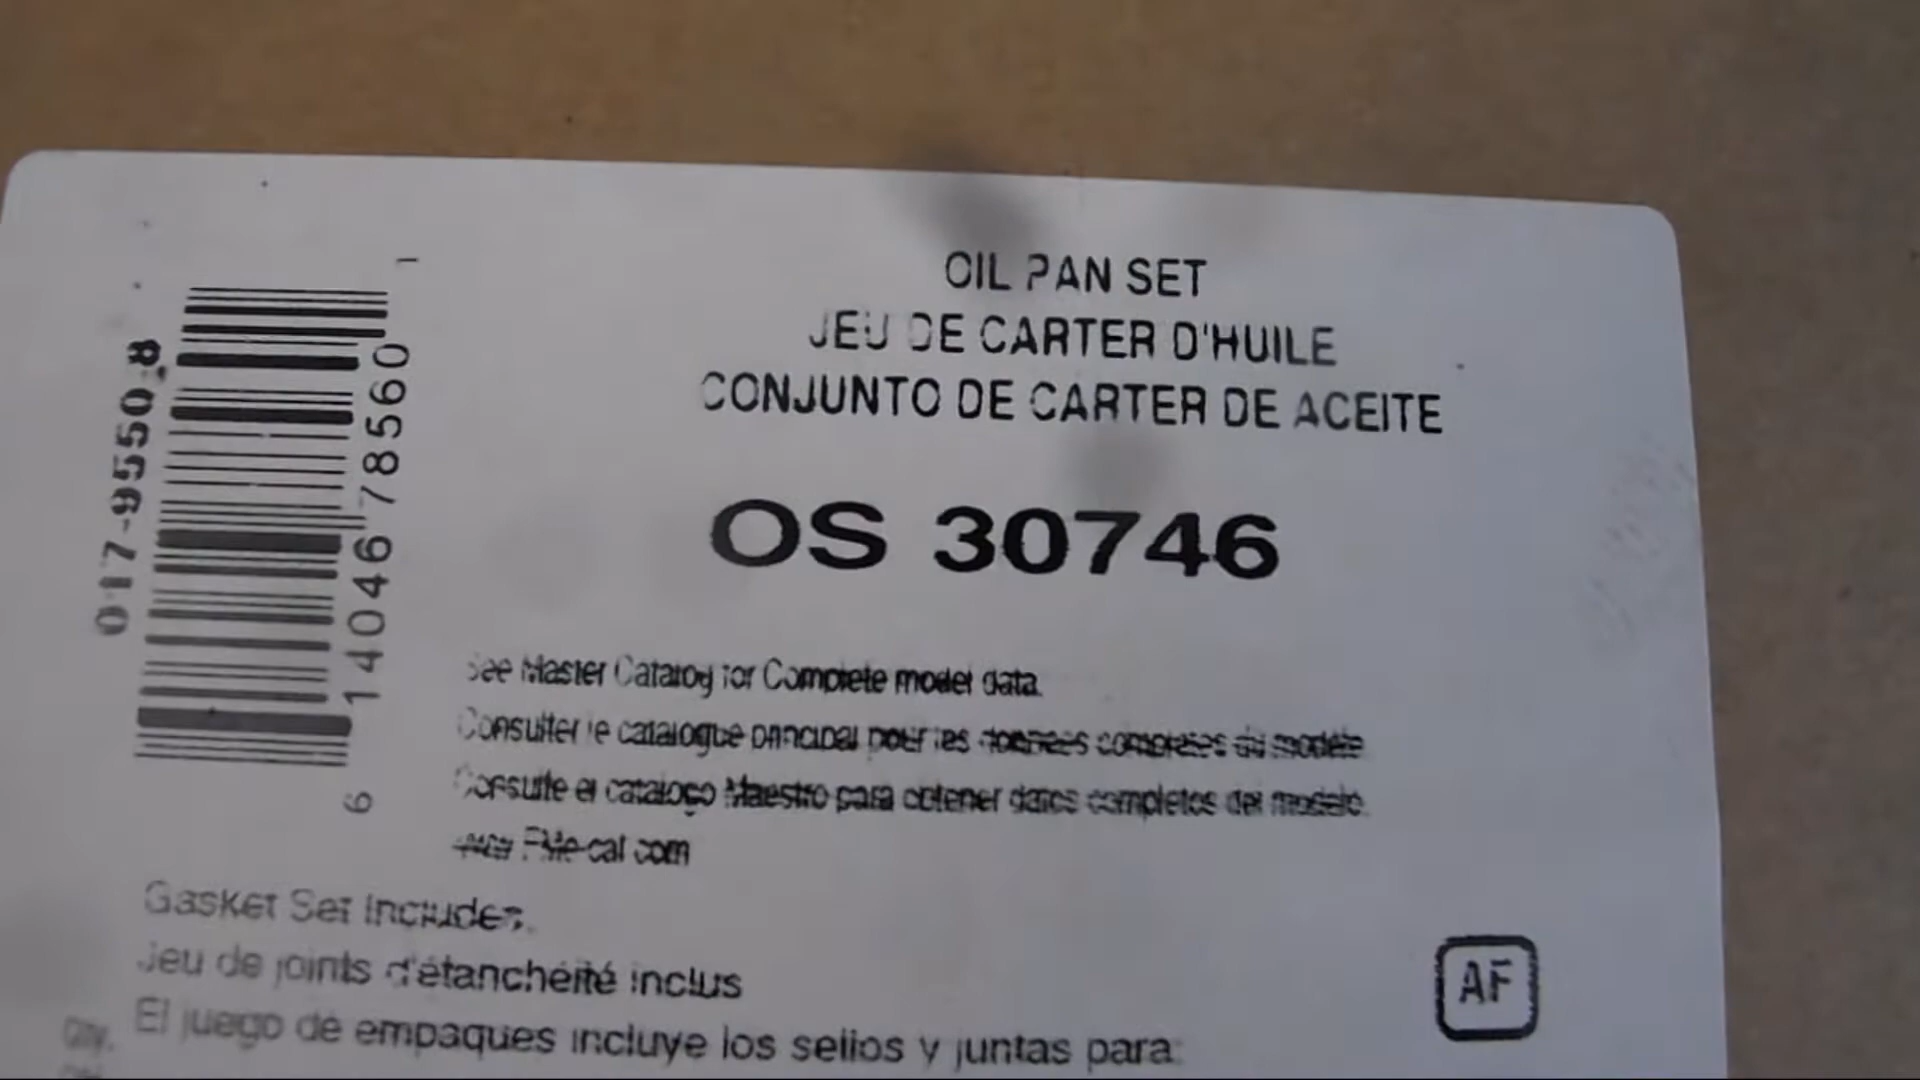 OIL PAN SET
JEU DE CARTER D'HUILE
CONJUNTO DE CARTER DE ACEITE
OS 30746
017-9550.8
6 14046 78560 1
See Master Catalog for Complete model data.
Consulter le catalogue principal pour les données complètes du modèle
Consulte el catalogo Maestro para obtener datos completos del modelo.
Gasket Set Includes,
Jeu de joints d'étanchéité inclus
El juego de empaques incluye los sellos y juntas para:
Qty.
AF